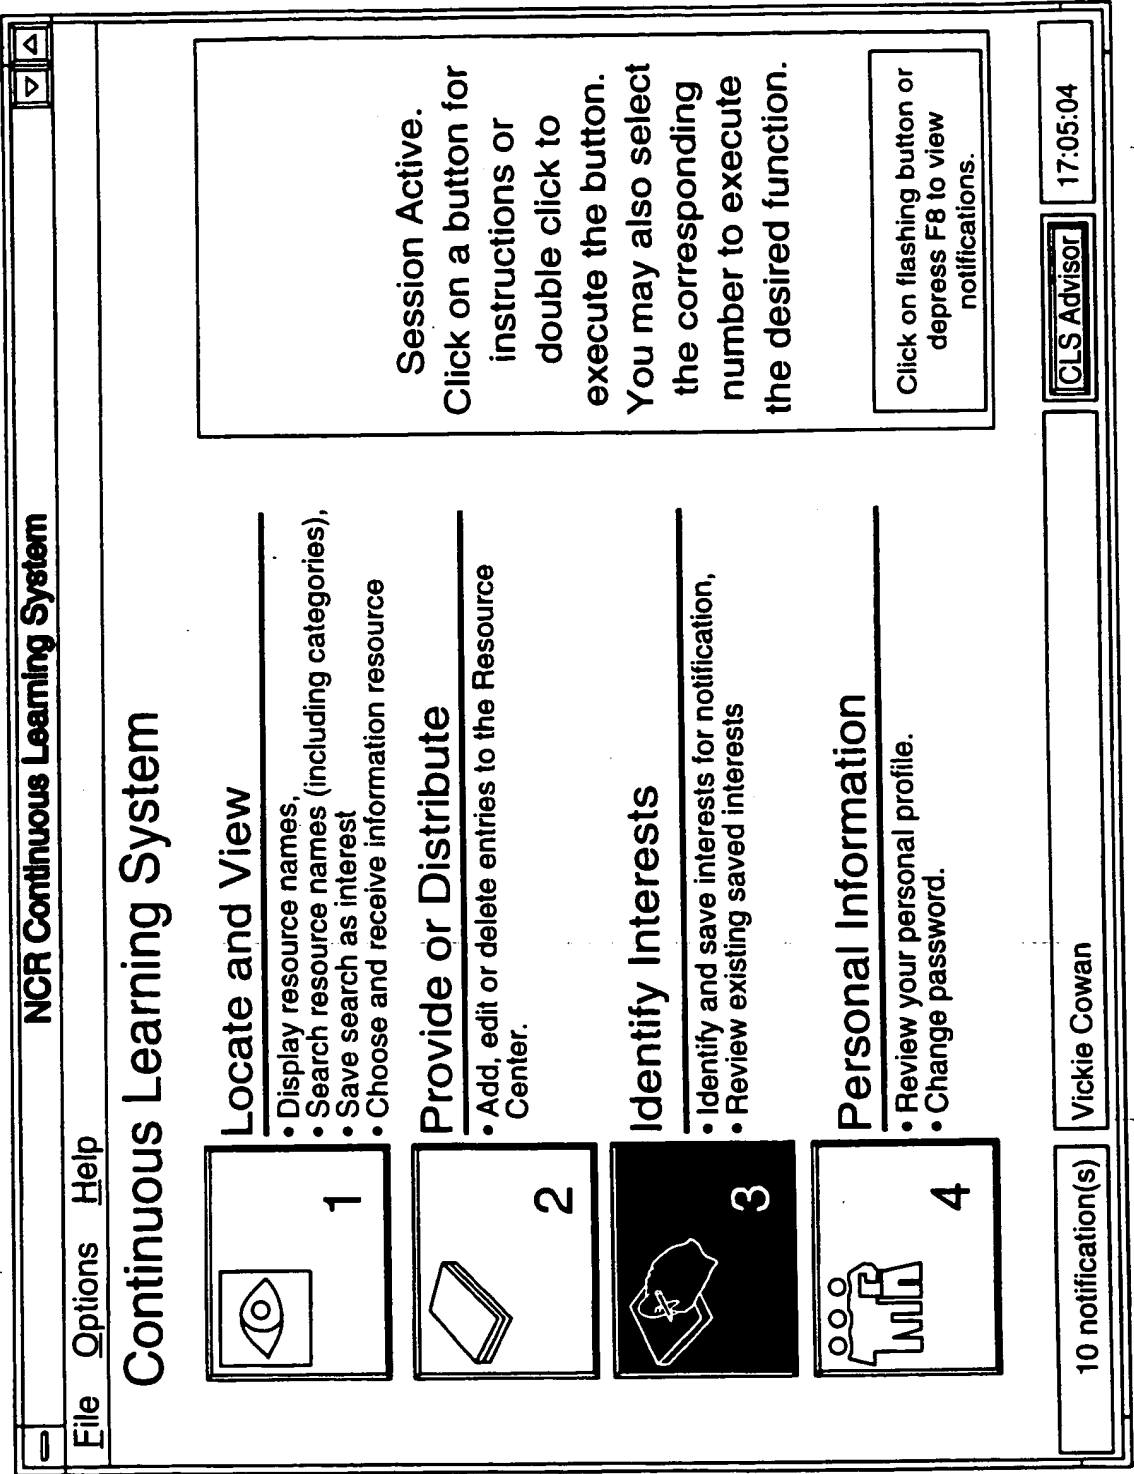 NCR Continuous Learning System
File Options Help
Continuous Learning System
1
Locate and View
• Display resource names,
• Search resource names (including categories),
• Save search as interest
• Choose and receive information resource
2
Provide or Distribute
• Add, edit or delete entries to the Resource
Center.
3
Identify Interests
• Identify and save interests for notification,
• Review existing saved interests
4
Personal Information
• Review your personal profile.
• Change password.
Session Active.
Click on a button for
instructions or
double click to
execute the button.
You may also select
the corresponding
number to execute
the desired function.
Click on flashing button or
depress F8 to view
notifications.
10 notification(s)
Vickie Cowan
CLS Advisor
17:05:04